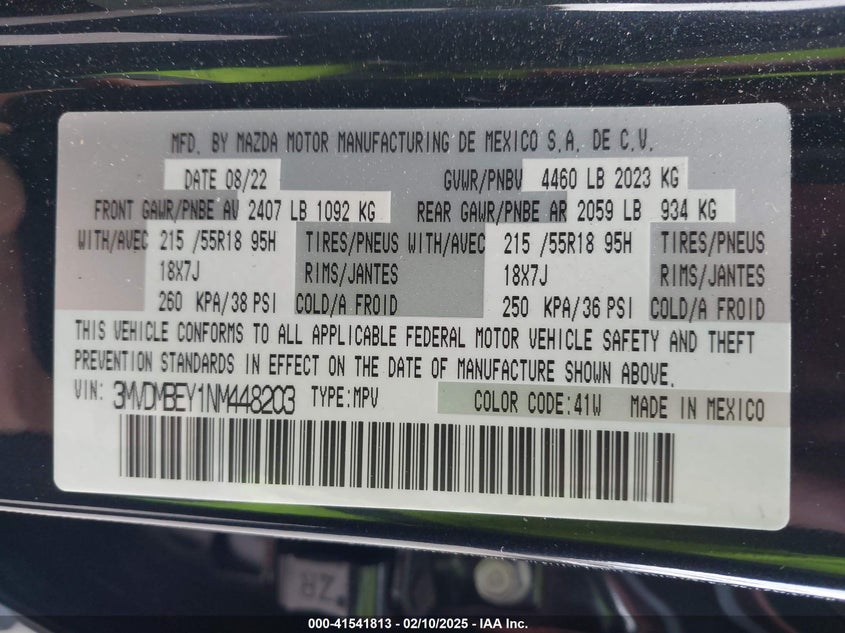 MFD. BY MAZDA MOTOR MANUFACTURING DE MEXICO S.A. DE C.V.
DATE 08/22 GVWR/PNBV 4460 LB 2023 KG
FRONT GAWR/PNBE AV 2407 LB 1092 KG REAR GAWR/PNBE AR 2059 LB 934 KG
WITH/AVEC 215 /55R18 95H TIRES/PNEUS WITH/AVEC 215 /55R18 95H TIRES/PNEUS
18X7J RIMS/JANTES 18X7J RIMS/JANTES
260 KPA/38 PSI COLD/A FROID 250 KPA/36 PSI COLD/A FROID
THIS VEHICLE CONFORMS TO ALL APPLICABLE FEDERAL MOTOR VEHICLE SAFETY AND THEFT
PREVENTION STANDARDS IN EFFECT ON THE DATE OF MANUFACTURE SHOWN ABOVE.
VIN: 3MVDMBEY1NM448203 TYPE:MPV COLOR CODE:41W MADE IN MEXICO
ZR
000-41541813 - 02/10/2025 - IAA Inc.